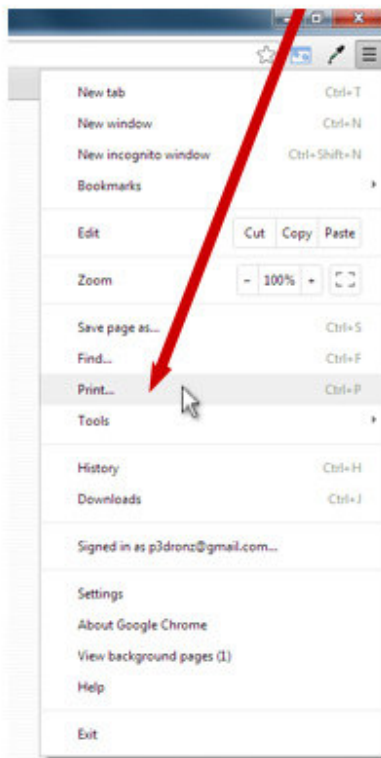 New tab Ctrl+T
New window Ctrl+N
New incognito window Ctrl+Shift+N
Bookmarks
Edit Cut Copy Paste
Zoom - 100% +
Save page as... Ctrl+S
Find... Ctrl+F
Print... Ctrl+P
Tools
History Ctrl+H
Downloads Ctrl+J
Signed in as p3dronz@gmail.com...
Settings
About Google Chrome
View background pages (1)
Help
Exit